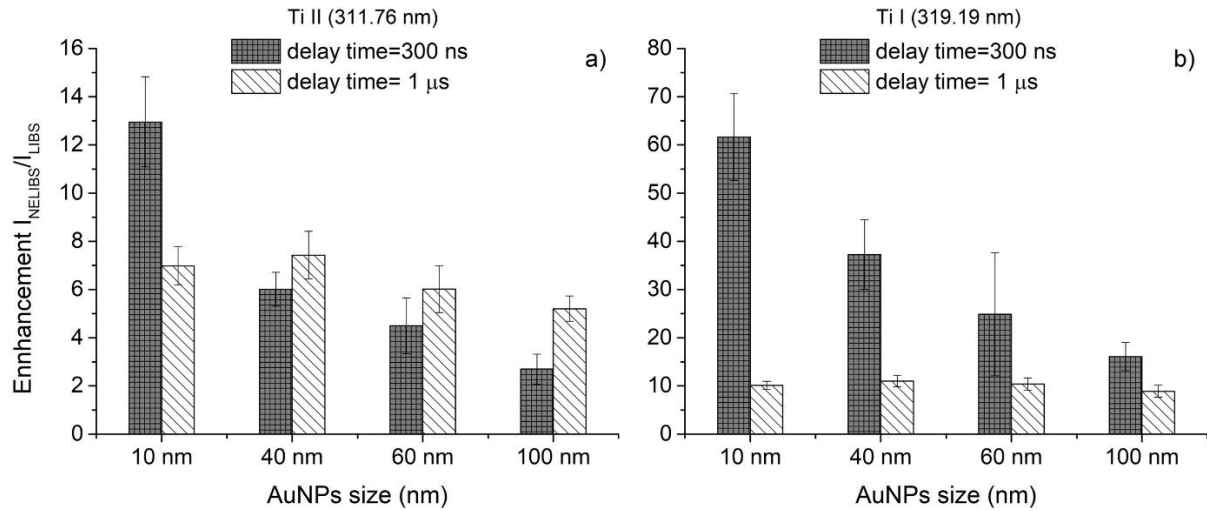 Ti II (311.76 nm)
delay time=300 ns
delay time= 1 μs
a)
16
14
12
10
8
6
4
2
0
Ennhancement I_NELIBS/I_LIBS
10 nm
40 nm
60 nm
100 nm
AuNPs size (nm)
Ti I (319.19 nm)
delay time=300 ns
delay time= 1 μs
b)
80
70
60
50
40
30
20
10
0
10 nm
40 nm
60 nm
100 nm
AuNPs size (nm)